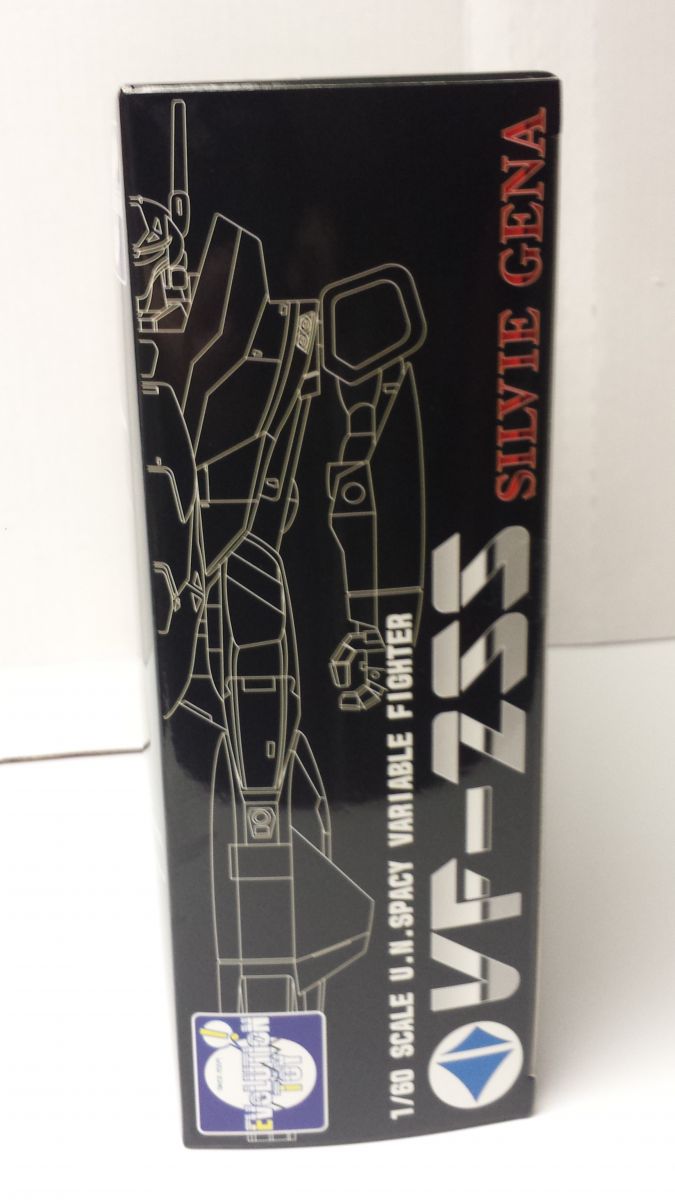 SILVIE GENA
VF-2SS
1/60 SCALE U.N.SPACY VARIABLE FIGHTER
EVOLUTION
TOY